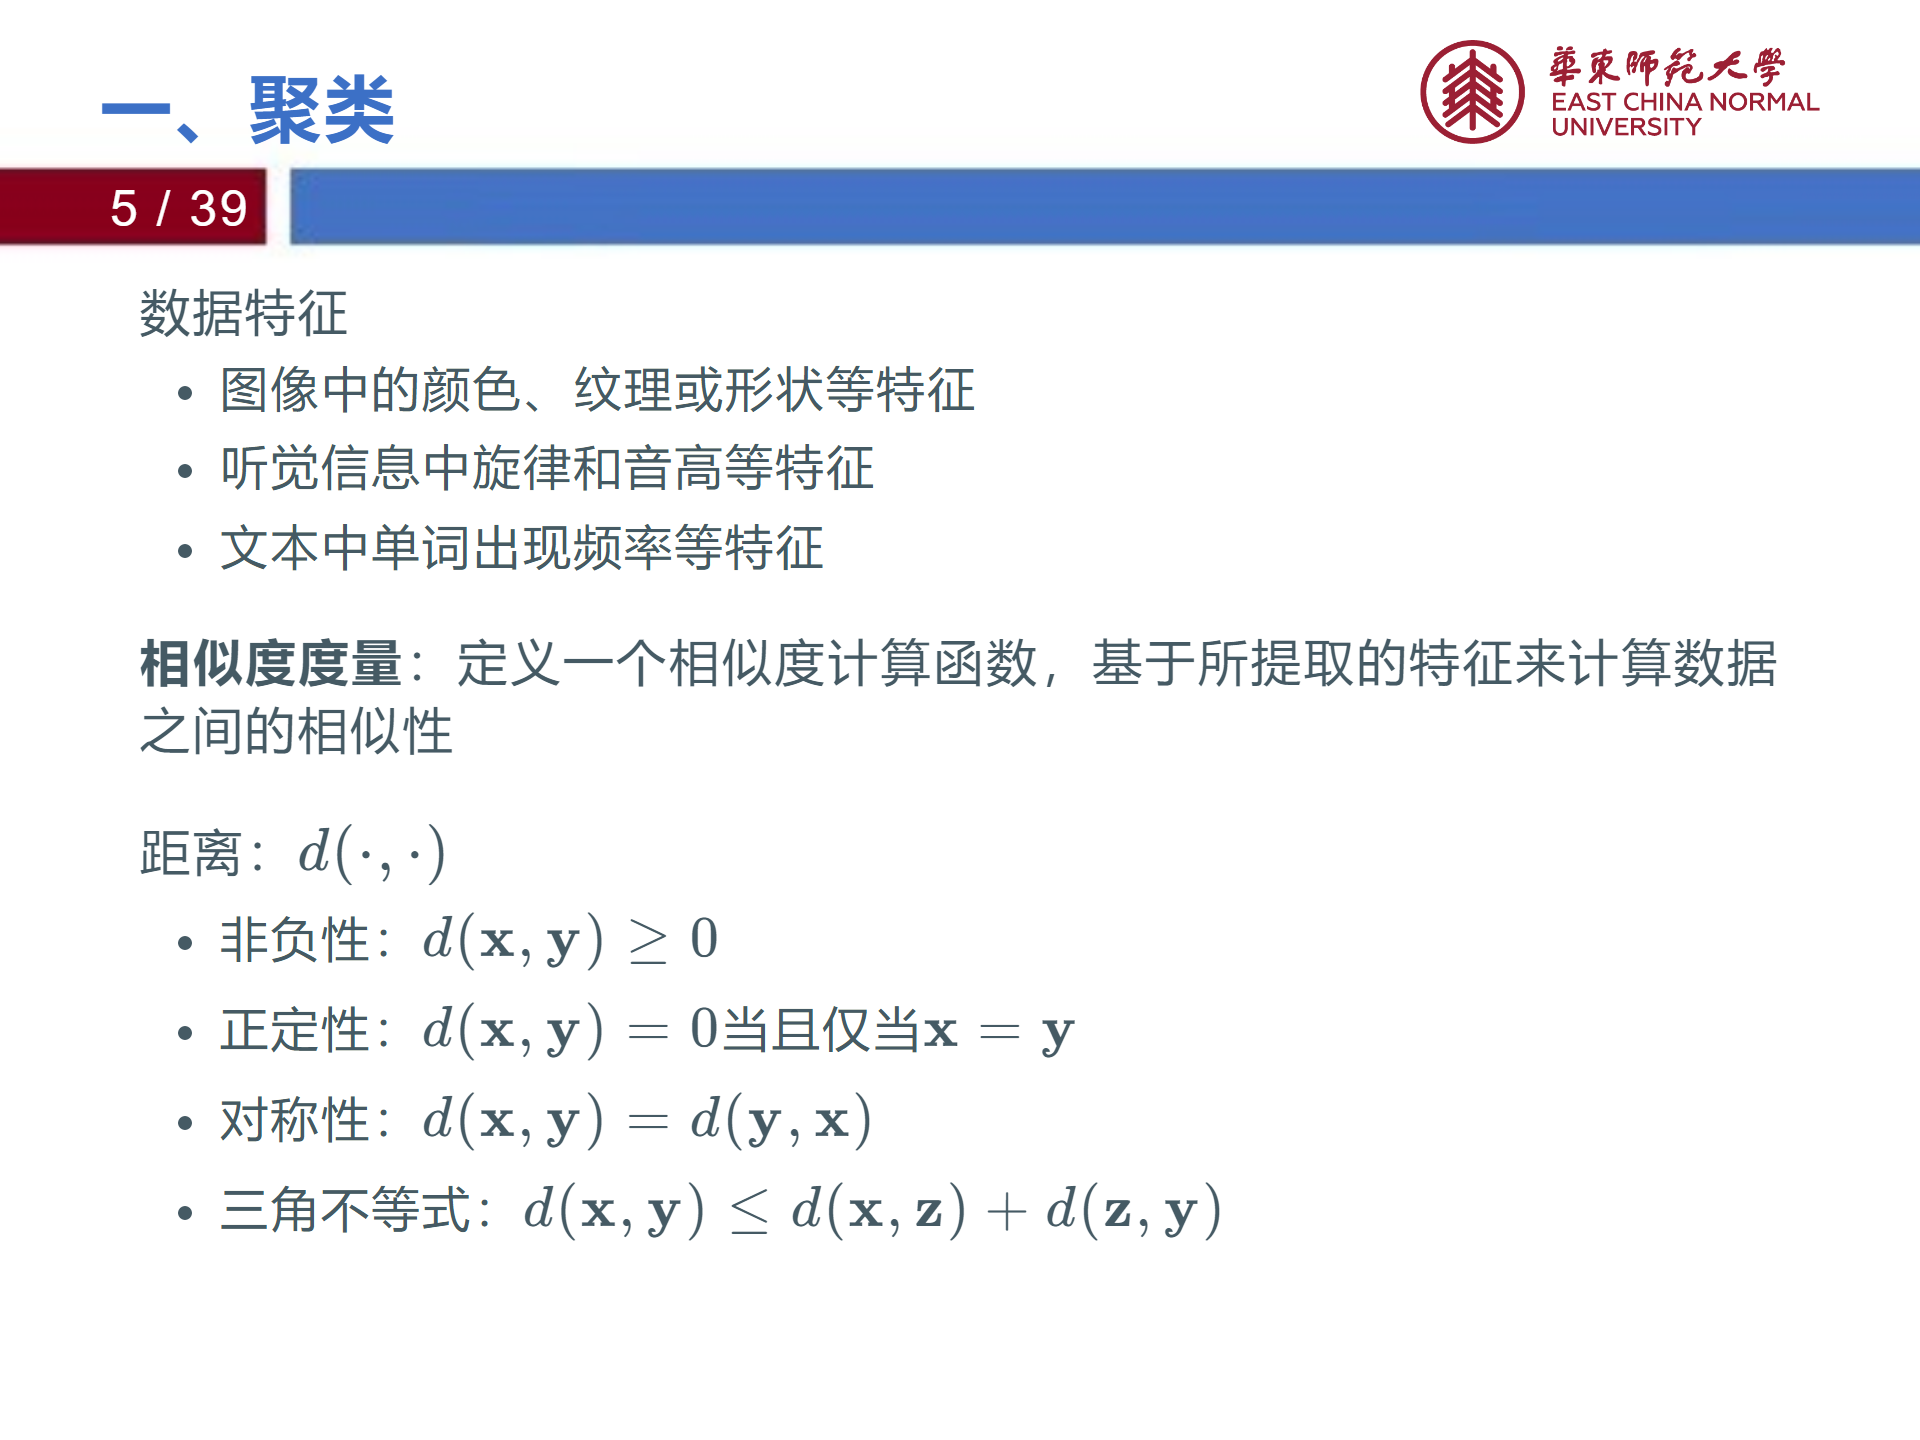 一、聚类
華東師範大學
EAST CHINA NORMAL
UNIVERSITY
5 / 39
数据特征
• 图像中的颜色、纹理或形状等特征
• 听觉信息中旋律和音高等特征
• 文本中单词出现频率等特征
相似度度量：定义一个相似度计算函数，基于所提取的特征来计算数据
之间的相似性
距离：d(·,·)
• 非负性：d(x, y) ≥ 0
• 正定性：d(x, y) = 0当且仅当x = y
• 对称性：d(x, y) = d(y, x)
• 三角不等式：d(x, y) ≤ d(x, z) + d(z, y)